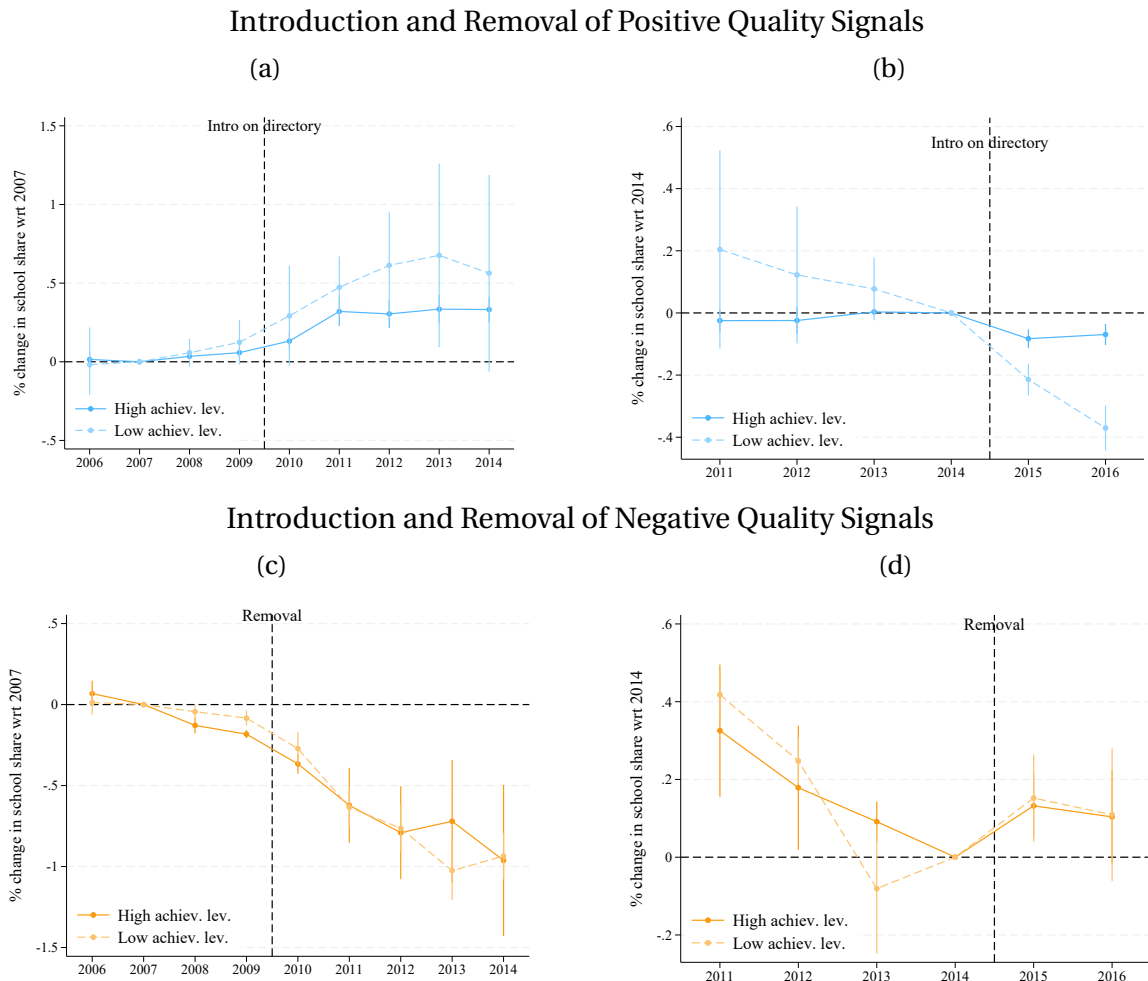 Introduction and Removal of Positive Quality Signals
(a)
(b)
% change in school share wrt 2007
1.5
1
.5
0
-.5
Intro on directory
High achiev. lev.
Low achiev. lev.
2006 2007 2008 2009 2010 2011 2012 2013 2014
% change in school share wrt 2014
.6
.4
.2
0
-.2
-.4
Intro on directory
High achiev. lev.
Low achiev. lev.
2011 2012 2013 2014 2015 2016
Introduction and Removal of Negative Quality Signals
(c)
(d)
% change in school share wrt 2007
.5
0
-.5
-1
-1.5
Removal
High achiev. lev.
Low achiev. lev.
2006 2007 2008 2009 2010 2011 2012 2013 2014
% change in school share wrt 2014
.6
.4
.2
0
-.2
Removal
High achiev. lev.
Low achiev. lev.
2011 2012 2013 2014 2015 2016